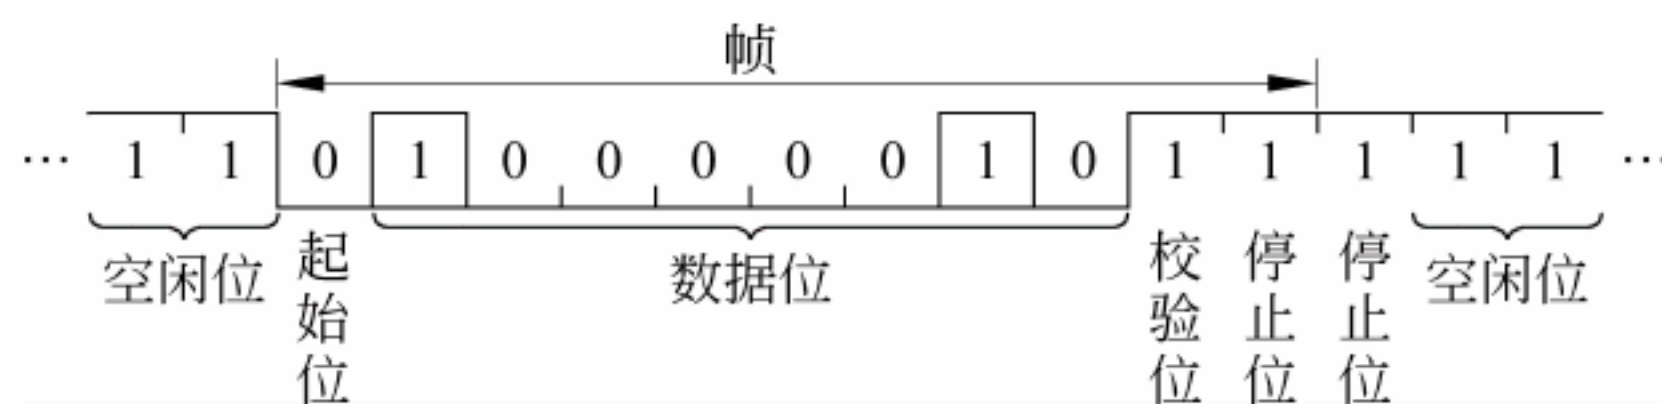 帧
… 1 1 0 1 0 0 0 0 0 1 0 1 1 1 1 1 …
空闲位 起始位 数据位 校验位 停止位 停止位 空闲位